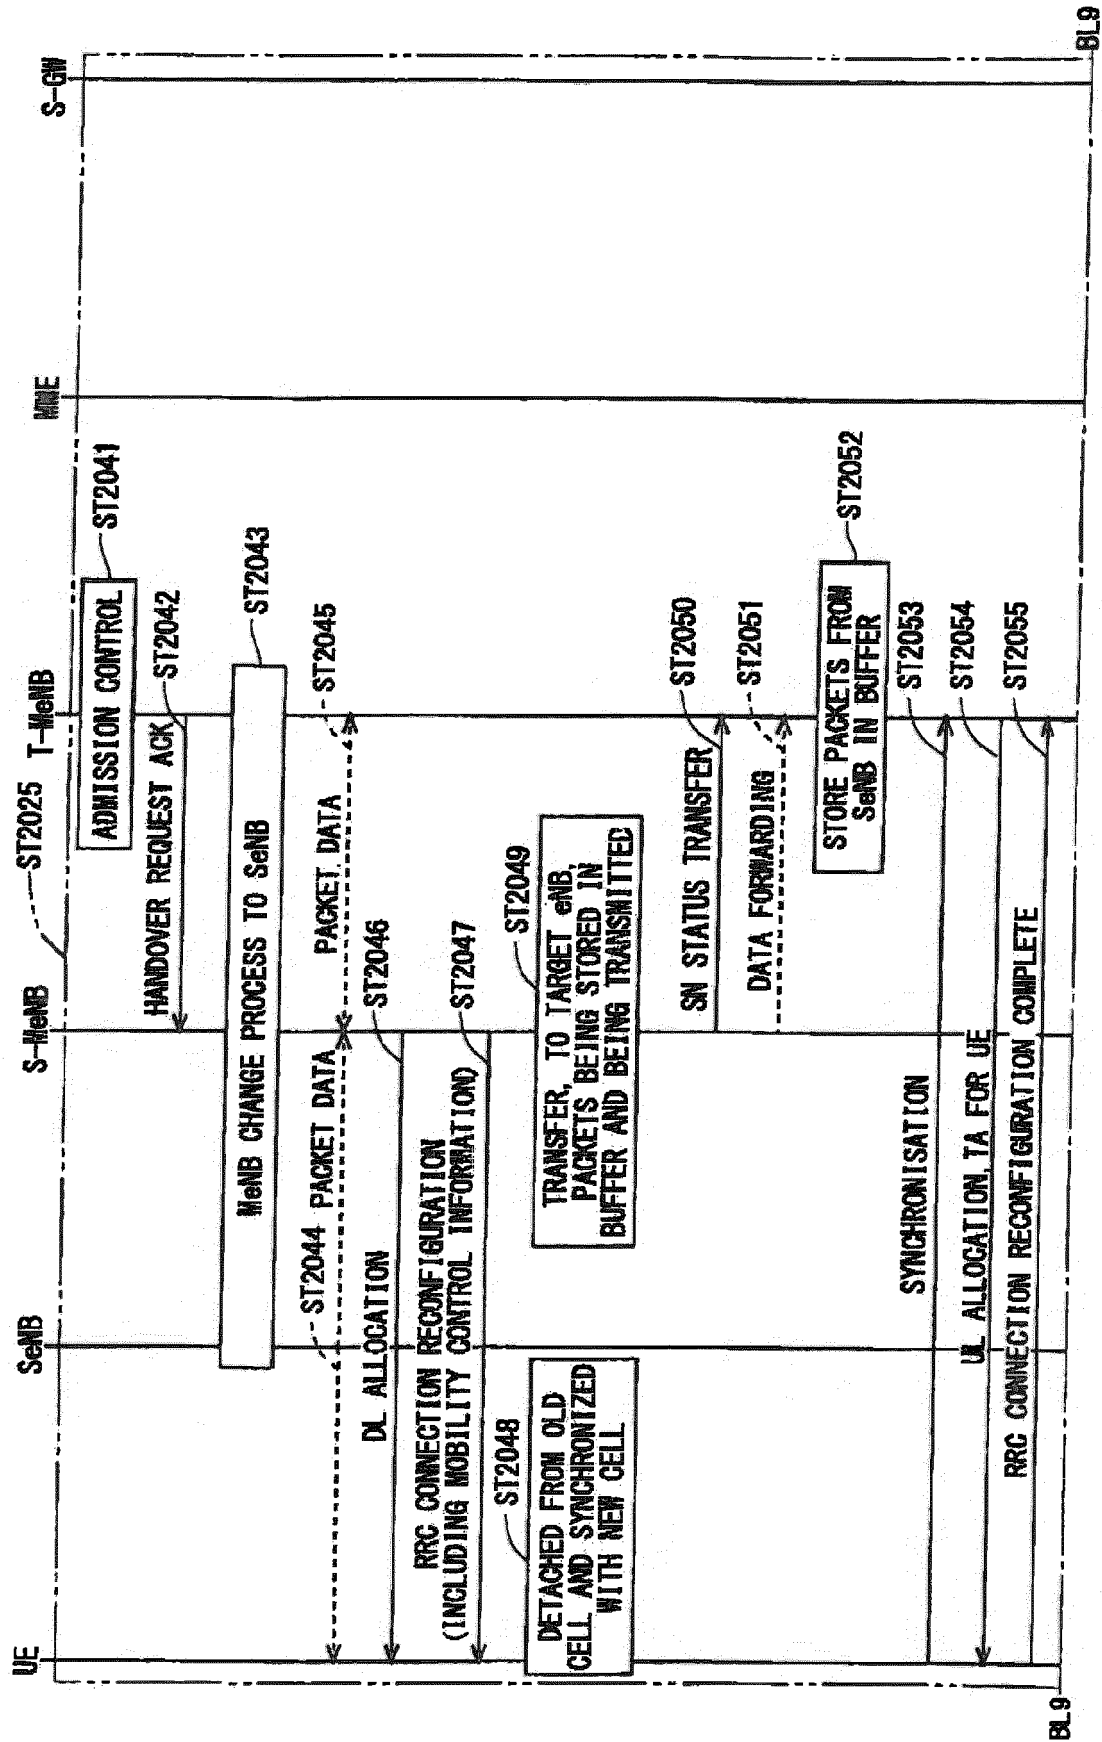 ST2025
UE
SeNB
S-MeNB
T-MeNB
MME
S-GW
ADMISSION CONTROL
ST2041
HANDOVER REQUEST ACK
ST2042
MeNB CHANGE PROCESS TO SeNB
ST2043
ST2044
PACKET DATA
PACKET DATA
ST2045
DL ALLOCATION
ST2046
RRC CONNECTION RECONFIGURATION
(INCLUDING MOBILITY CONTROL INFORMATION)
ST2047
ST2048
DETACHED FROM OLD
CELL AND SYNCHRONIZED
WITH NEW CELL
ST2049
TRANSFER, TO TARGET eNB,
PACKETS BEING STORED IN
BUFFER AND BEING TRANSMITTED
SN STATUS TRANSFER
ST2050
DATA FORWARDING
ST2051
STORE PACKETS FROM
SeNB IN BUFFER
ST2052
SYNCHRONISATION
ST2053
UL ALLOCATION,TA FOR UE
ST2054
RRC CONNECTION RECONFIGURATION COMPLETE
ST2055
BL9
BL9